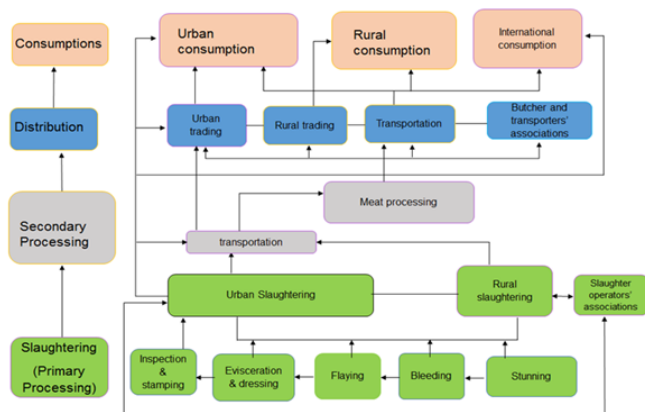 Consumptions
Urban
consumption
Rural
consumption
International
consumption
Distribution
Urban
trading
Rural trading
Transportation
Butcher and
transporters'
associations
Secondary
Processing
Meat processing
transportation
Slaughtering
(Primary
Processing)
Urban Slaughtering
Rural
slaughtering
Slaughter
operators'
associations
Inspection
&
stamping
Evisceration
& dressing
Flaying
Bleeding
Stunning